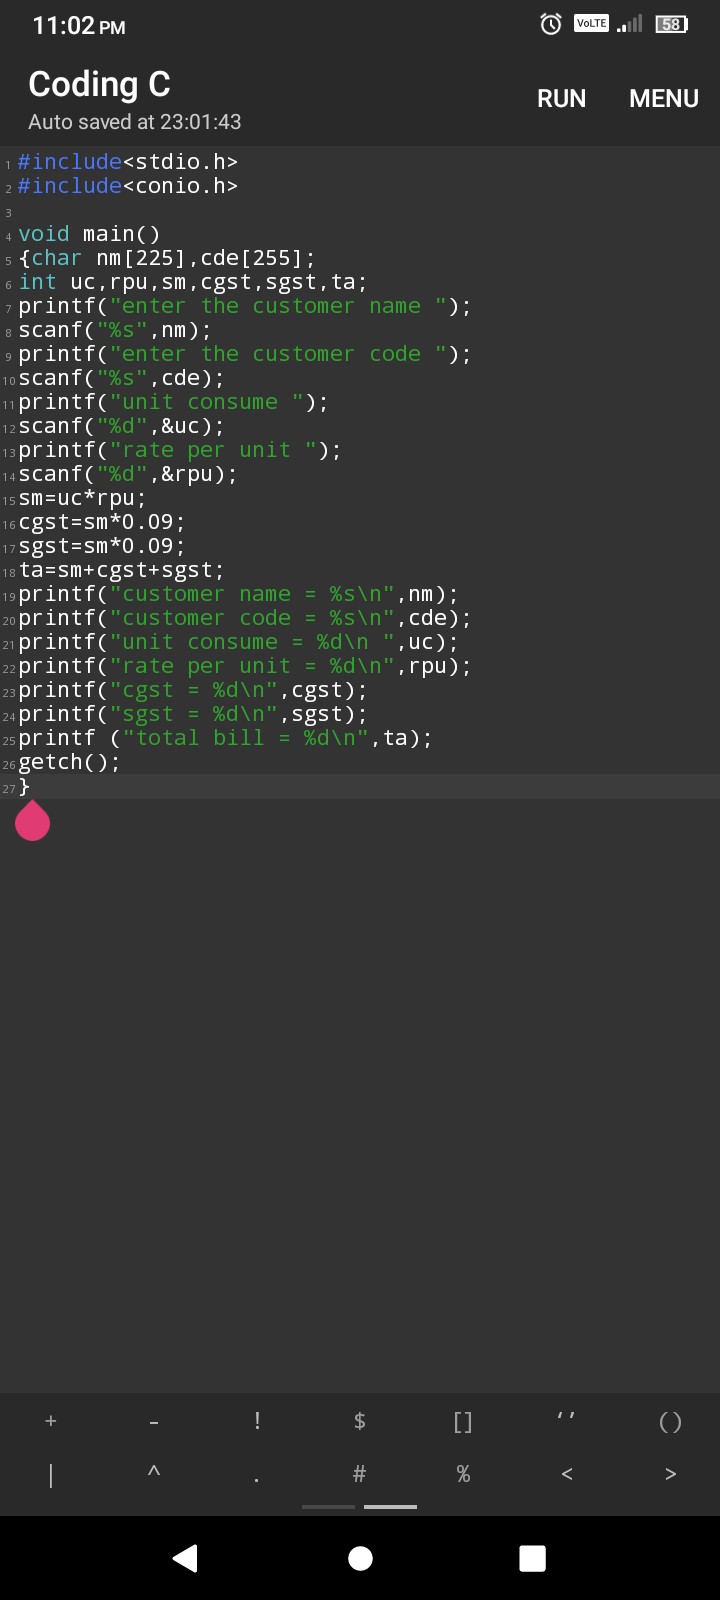 11:02 PM VoLTE 58
Coding C
Auto saved at 23:01:43
RUN MENU
1 #include<stdio.h>
2 #include<conio.h>
3
4 void main()
5 {char nm[225],cde[255];
6 int uc,rpu,sm,cgst,sgst,ta;
7 printf("enter the customer name ");
8 scanf("%s",nm);
9 printf("enter the customer code ");
10 scanf("%s",cde);
11 printf("unit consume ");
12 scanf("%d",&uc);
13 printf("rate per unit ");
14 scanf("%d",&rpu);
15 sm=uc*rpu;
16 cgst=sm*0.09;
17 sgst=sm*0.09;
18 ta=sm+cgst+sgst;
19 printf("customer name = %s\n",nm);
20 printf("customer code = %s\n",cde);
21 printf("unit consume = %d\n ",uc);
22 printf("rate per unit = %d\n",rpu);
23 printf("cgst = %d\n",cgst);
24 printf("sgst = %d\n",sgst);
25 printf ("total bill = %d\n",ta);
26 getch();
27 }
+ - ! $ [] ‘’ ()
| ^ . # % < >